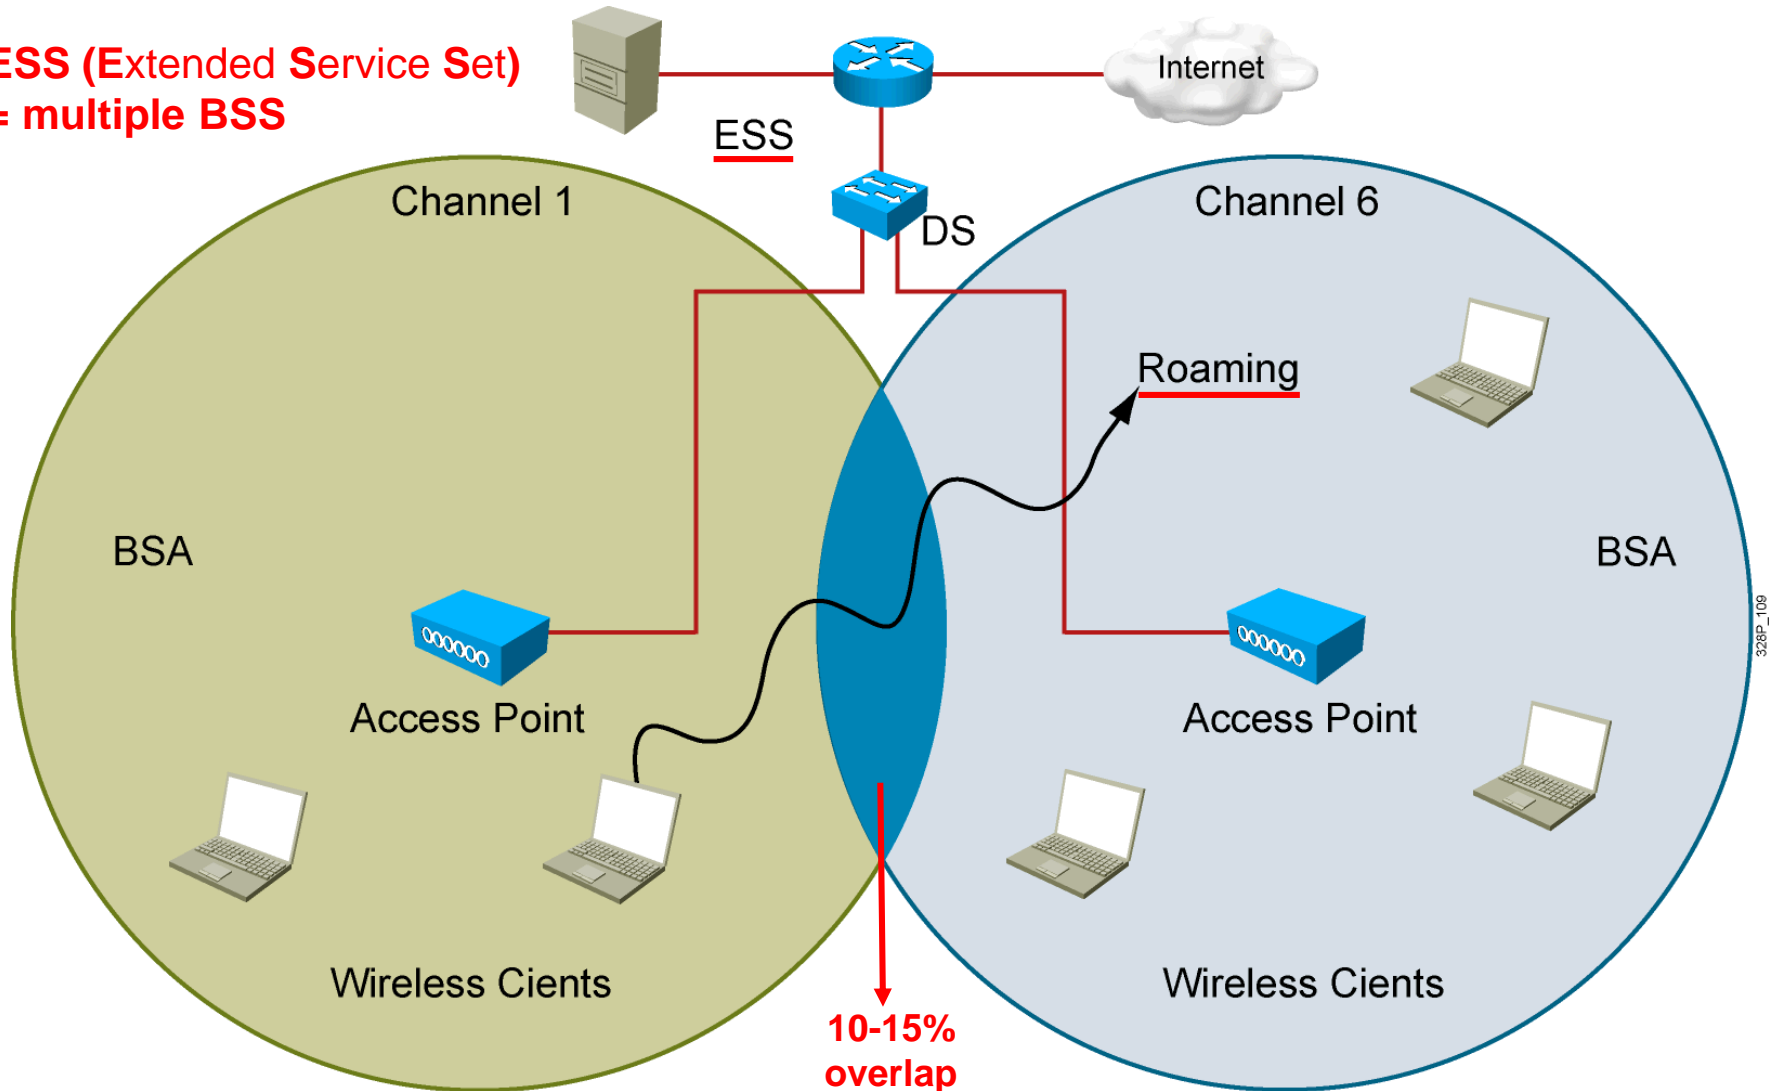 ESS (Extended Service Set)
= multiple BSS
Internet
ESS
Channel 1
Channel 6
DS
Roaming
BSA
BSA
Access Point
Access Point
Wireless Cients
Wireless Cients
10-15%
overlap
328P_109